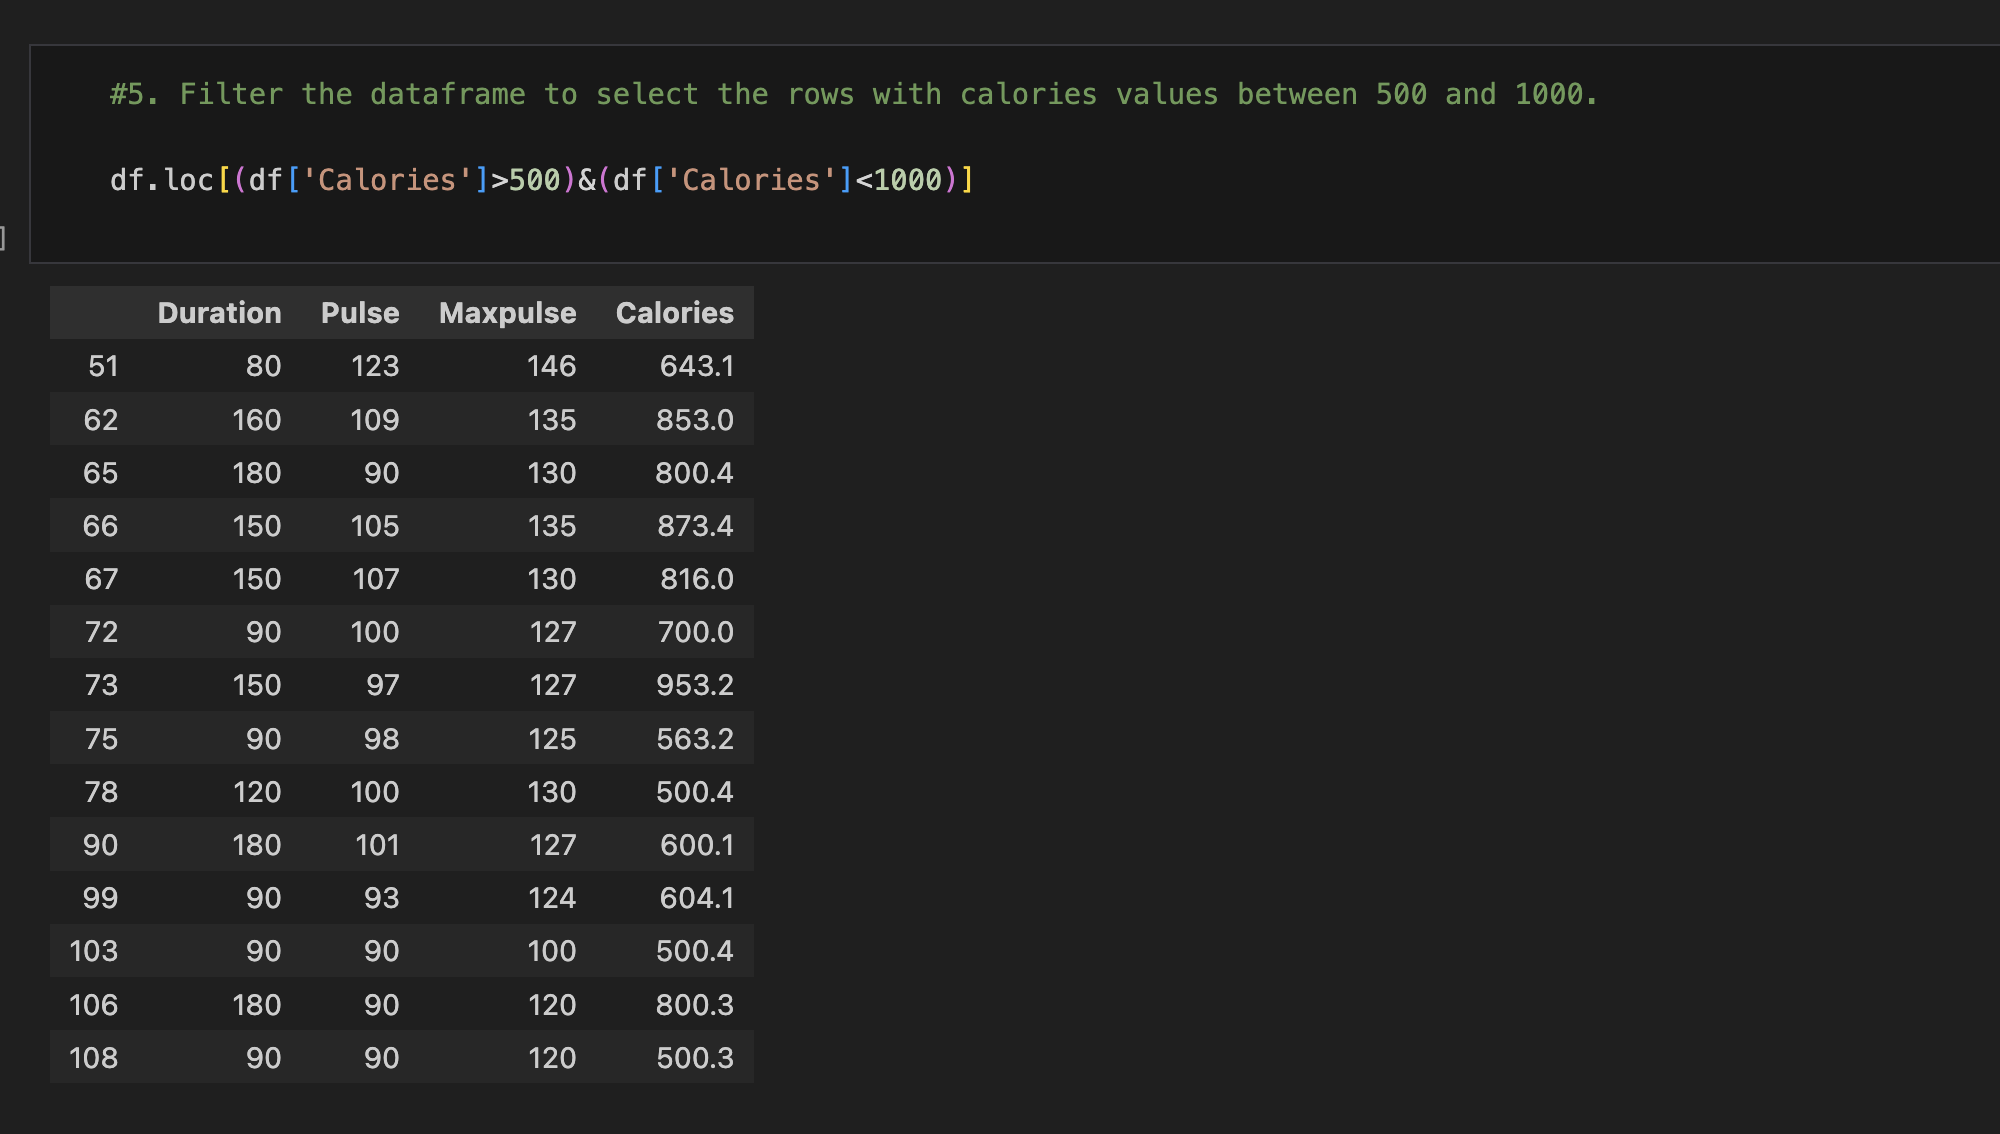 #5. Filter the dataframe to select the rows with calories values between 500 and 1000.
df.loc[(df['Calories']>500)&(df['Calories']<1000)]
]
Duration Pulse Maxpulse Calories
51 80 123 146 643.1
62 160 109 135 853.0
65 180 90 130 800.4
66 150 105 135 873.4
67 150 107 130 816.0
72 90 100 127 700.0
73 150 97 127 953.2
75 90 98 125 563.2
78 120 100 130 500.4
90 180 101 127 600.1
99 90 93 124 604.1
103 90 90 100 500.4
106 180 90 120 800.3
108 90 90 120 500.3